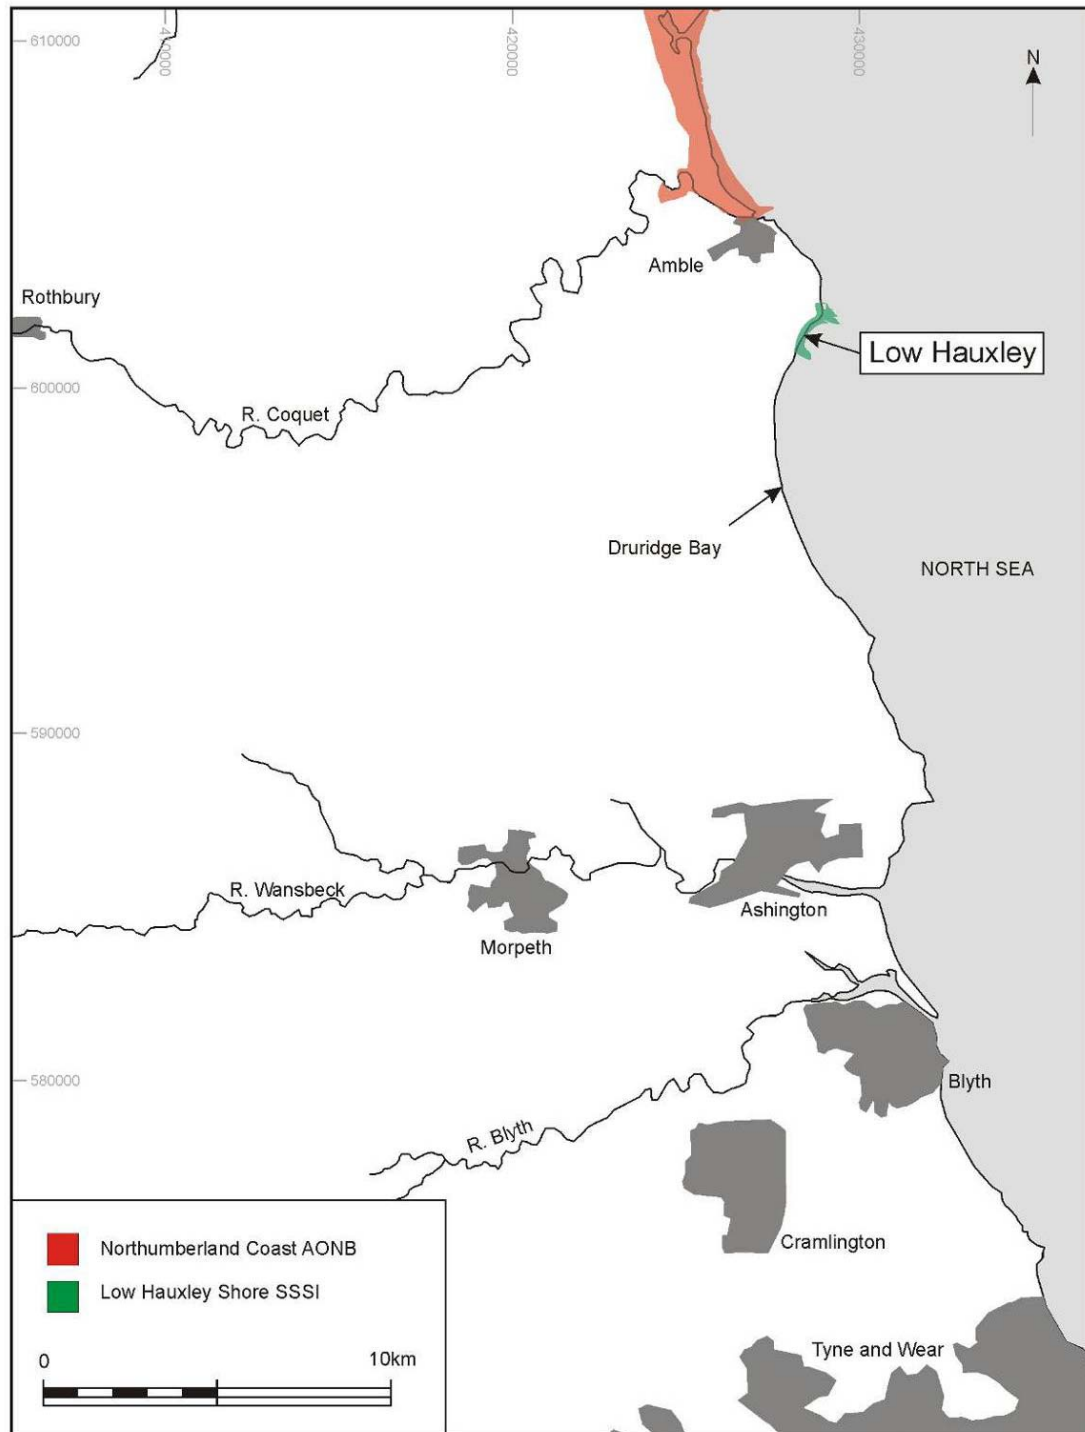 610000
410000
420000
430000
N
Amble
Rothbury
Low Hauxley
600000
R. Coquet
Druridge Bay
NORTH SEA
590000
R. Wansbeck
Ashington
Morpeth
580000
Blyth
R. Blyth
Northumberland Coast AONB
Cramlington
Low Hauxley Shore SSSI
Tyne and Wear
0 10km